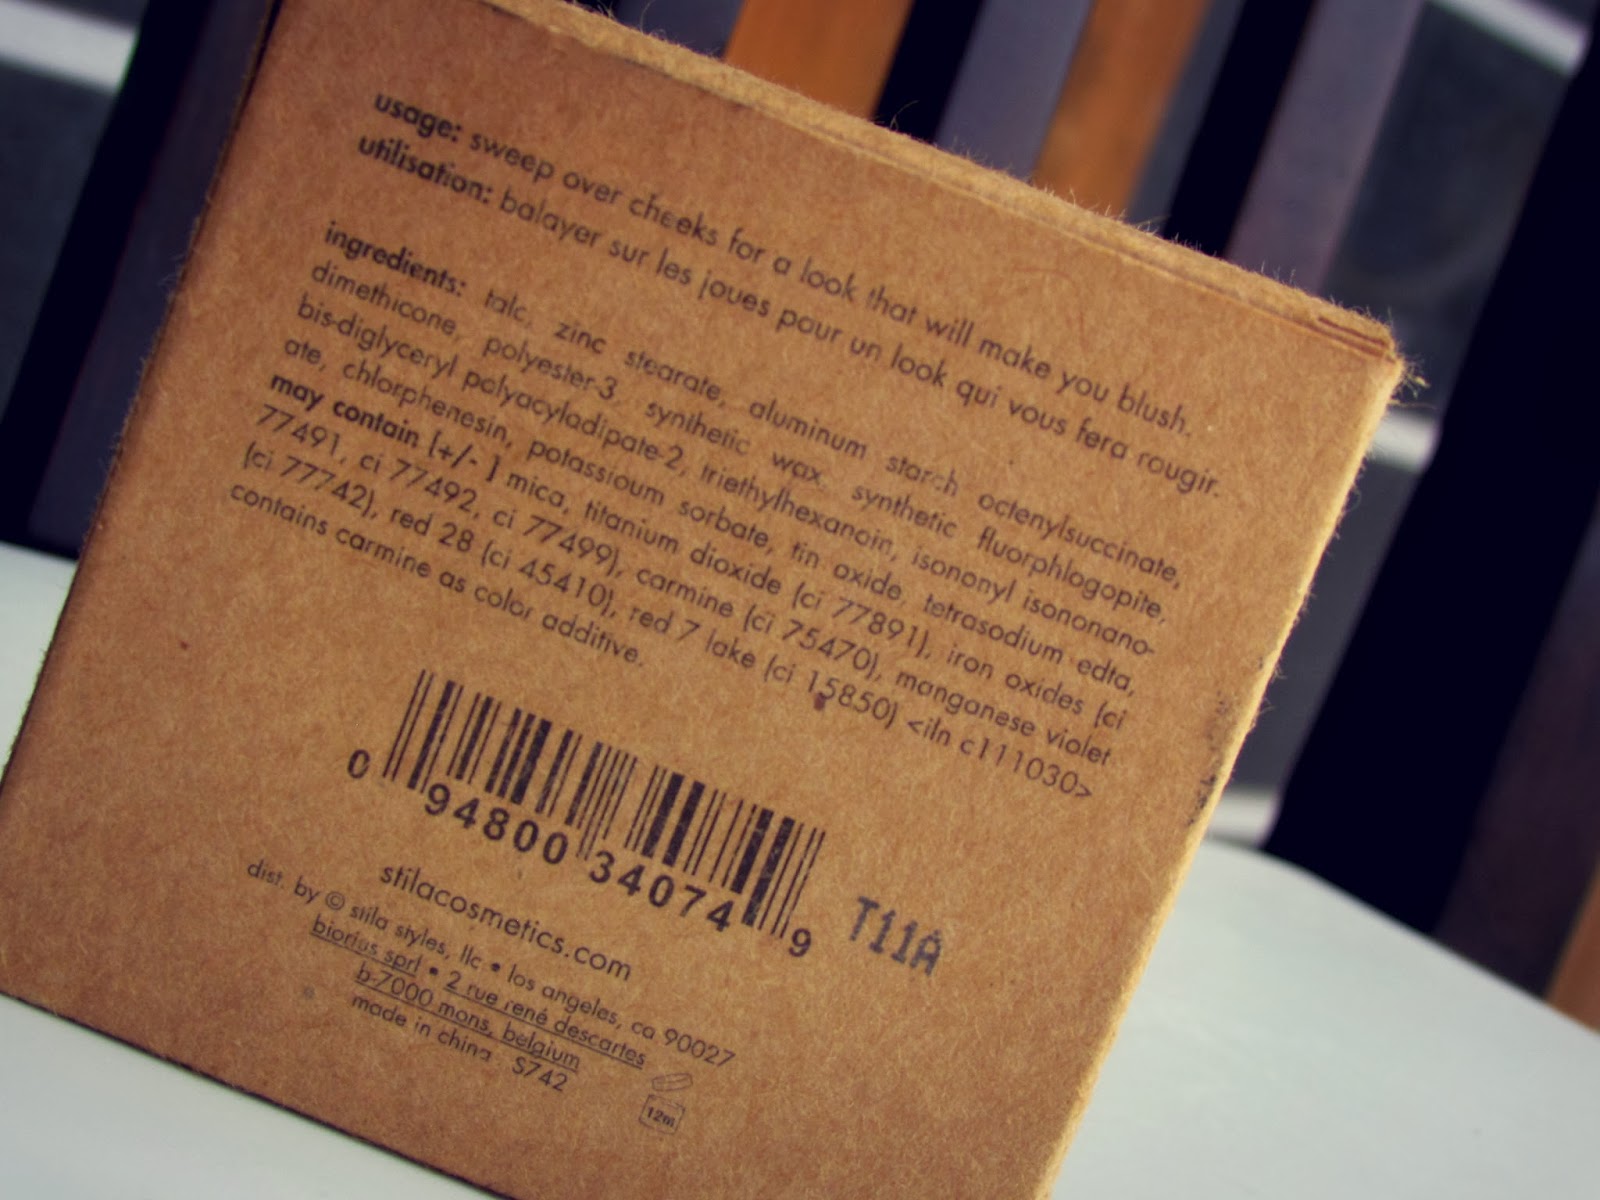 usage: sweep over cheeks for a look that will make you blush.
utilisation: balayer sur les joues pour un look qui vous fera rougir.
ingredients: talc, zinc stearate, aluminum starch octenylsuccinate,
dimethicone, polyester-3, synthetic wax, synthetic fluorphlogopite,
bis-diglyceryl polyacyladipate-2, triethylhexanoin, isononyl isononano-
ate, chlorphenesin, potassioum sorbate, tin oxide, tetrasodium edta,
may contain [+/- ] mica, titanium dioxide (ci 77891), iron oxides (ci
77491, ci 77492, ci 77499), carmine (ci 75470), manganese violet
(ci 77742), red 28 (ci 45410), red 7 lake (ci 15850) <iln c111030>
contains carmine as color additive.
0 94800 34074 9
T11A
stilacosmetics.com
dist. by © stila styles, llc • los angeles, ca 90027
biorius sprl • 2 rue rené descartes
b-7000 mons, belgium
made in china S742
12m